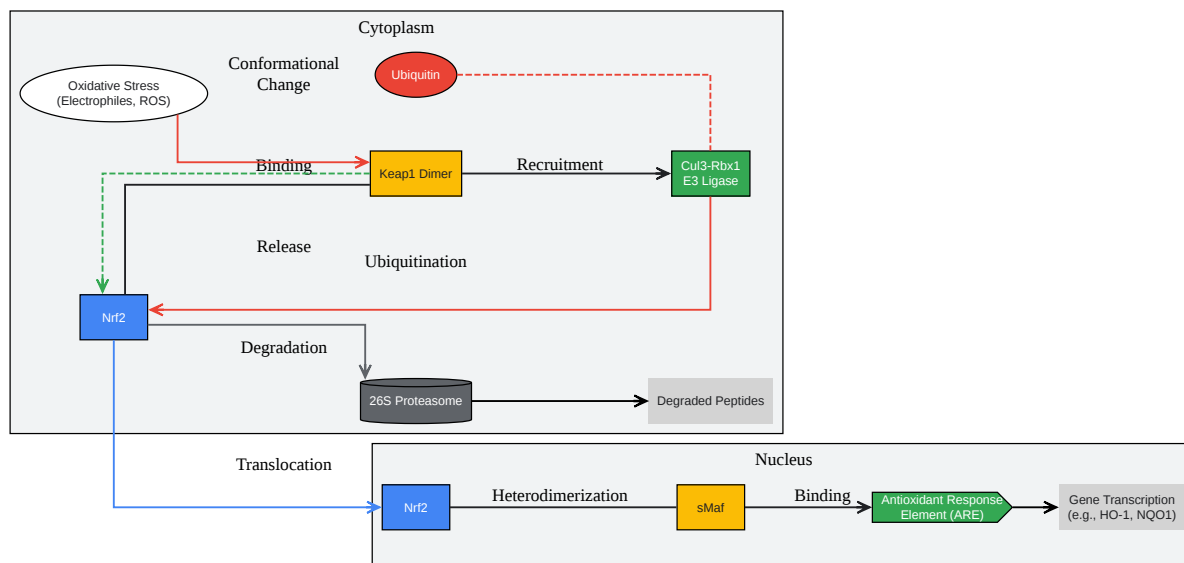 Cytoplasm
Conformational
Change
Ubiquitin
Oxidative Stress
(Electrophiles, ROS)
Binding
Keap1 Dimer
Recruitment
Cul3-Rbx1
E3 Ligase
Release
Ubiquitination
Nrf2
Degradation
26S Proteasome
Degraded Peptides
Translocation
Nucleus
Nrf2
Heterodimerization
sMaf
Binding
Antioxidant Response
Element (ARE)
Gene Transcription
(e.g., HO-1, NQO1)